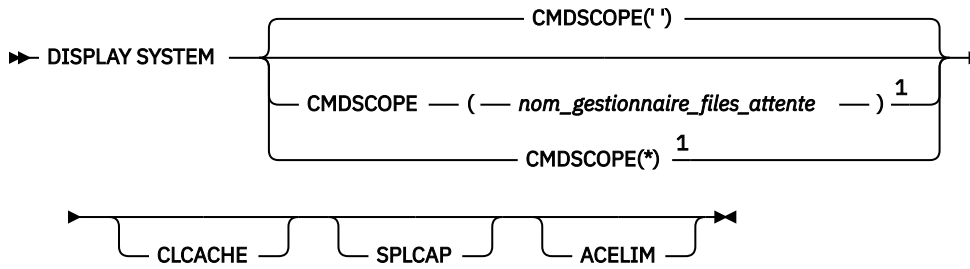 CMDSCOPE(' ')
DISPLAY SYSTEM
CMDSCOPE ( nom_gestionnaire_files_attente ) 1
CMDSCOPE(*) 1
CLCACHE SPLCAP ACELIM